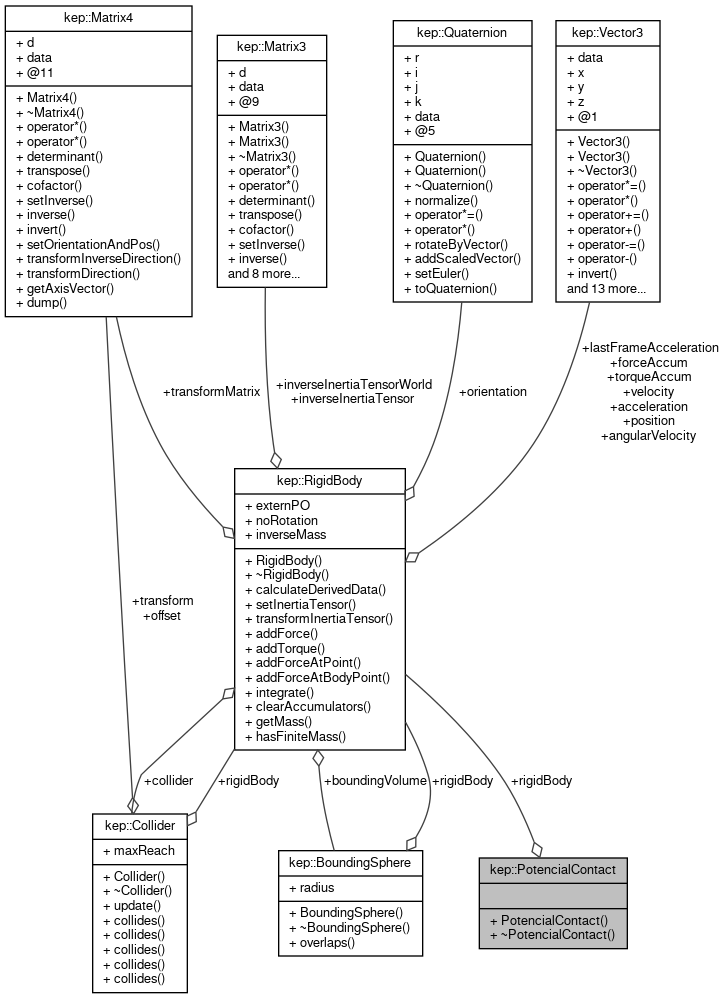 kep::Matrix4
+ d
+ data
+ @11
+ Matrix4()
+ ~Matrix4()
+ operator*()
+ operator*()
+ determinant()
+ transpose()
+ cofactor()
+ setInverse()
+ inverse()
+ invert()
+ setOrientationAndPos()
+ transformInverseDirection()
+ transformDirection()
+ getAxisVector()
+ dump()
kep::Matrix3
+ d
+ data
+ @9
+ Matrix3()
+ Matrix3()
+ ~Matrix3()
+ operator*()
+ operator*()
+ determinant()
+ transpose()
+ cofactor()
+ setInverse()
+ inverse()
and 8 more...
kep::Quaternion
+ r
+ i
+ j
+ k
+ data
+ @5
+ Quaternion()
+ Quaternion()
+ ~Quaternion()
+ normalize()
+ operator*=()
+ operator*()
+ rotateByVector()
+ addScaledVector()
+ setEuler()
+ toQuaternion()
kep::Vector3
+ data
+ x
+ y
+ z
+ @1
+ Vector3()
+ Vector3()
+ ~Vector3()
+ operator*=()
+ operator*()
+ operator+=()
+ operator+()
+ operator-=()
+ operator-()
+ invert()
and 13 more...
+transformMatrix
+inverseInertiaTensorWorld
+inverseInertiaTensor
+orientation
+lastFrameAcceleration
+forceAccum
+torqueAccum
+velocity
+acceleration
+position
+angularVelocity
kep::RigidBody
+ externPO
+ noRotation
+ inverseMass
+ RigidBody()
+ ~RigidBody()
+ calculateDerivedData()
+ setInertiaTensor()
+ transformInertiaTensor()
+ addForce()
+ addTorque()
+ addForceAtPoint()
+ addForceAtBodyPoint()
+ integrate()
+ clearAccumulators()
+ getMass()
+ hasFiniteMass()
+transform
+offset
+collider
+rigidBody
+boundingVolume
+rigidBody
+rigidBody
kep::Collider
+ maxReach
+ Collider()
+ ~Collider()
+ update()
+ collides()
+ collides()
+ collides()
+ collides()
+ collides()
kep::BoundingSphere
+ radius
+ BoundingSphere()
+ ~BoundingSphere()
+ overlaps()
kep::PotencialContact
+ PotencialContact()
+ ~PotencialContact()